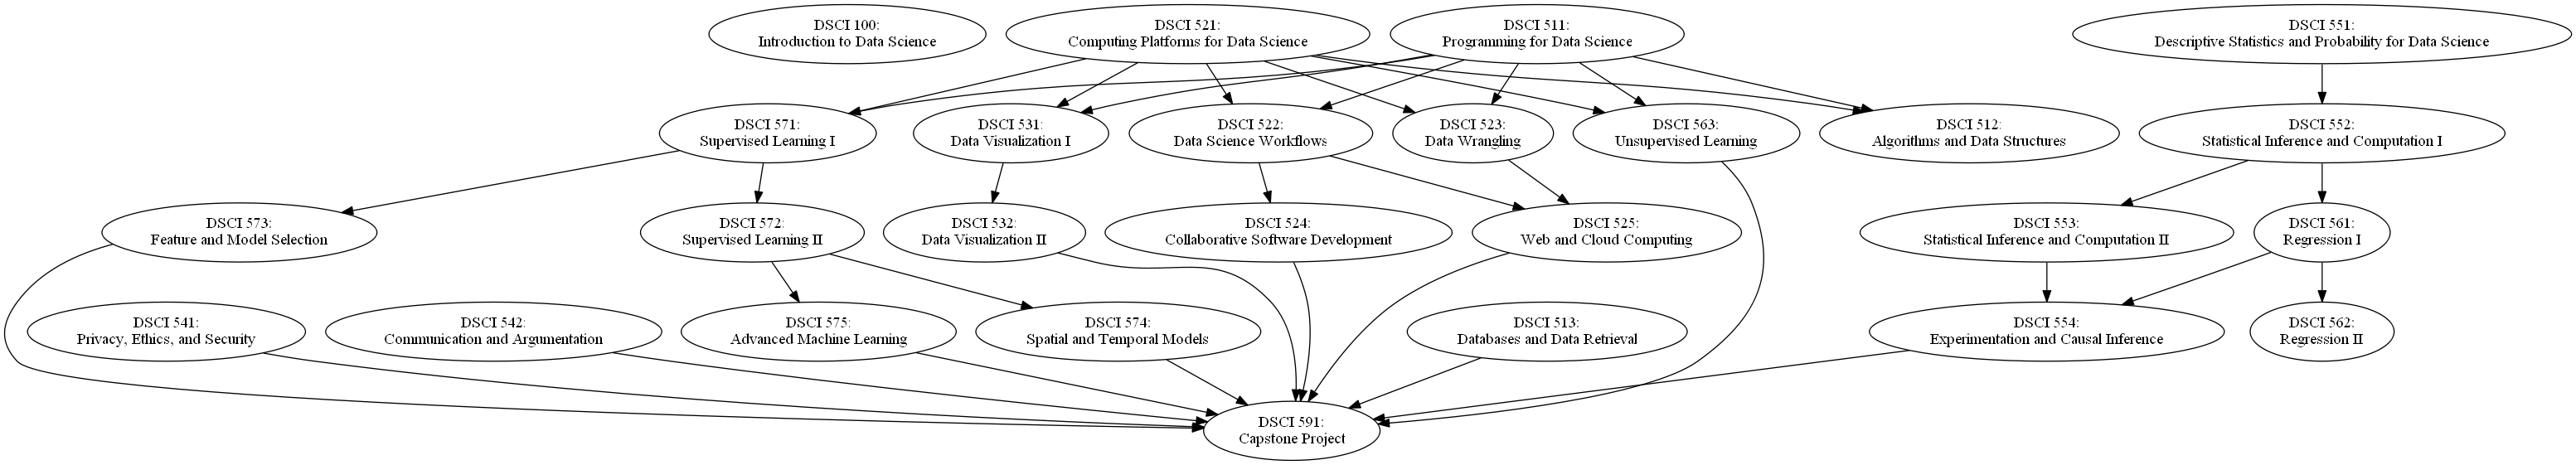 DSCI 100:
Introduction to Data Science
DSCI 521:
Computing Platforms for Data Science
DSCI 511:
Programming for Data Science
DSCI 551:
Descriptive Statistics and Probability for Data Science
DSCI 571:
Supervised Learning I
DSCI 531:
Data Visualization I
DSCI 522:
Data Science Workflows
DSCI 523:
Data Wrangling
DSCI 563:
Unsupervised Learning
DSCI 512:
Algorithms and Data Structures
DSCI 552:
Statistical Inference and Computation I
DSCI 573:
Feature and Model Selection
DSCI 572:
Supervised Learning II
DSCI 532:
Data Visualization II
DSCI 524:
Collaborative Software Development
DSCI 525:
Web and Cloud Computing
DSCI 553:
Statistical Inference and Computation II
DSCI 561:
Regression I
DSCI 541:
Privacy, Ethics, and Security
DSCI 542:
Communication and Argumentation
DSCI 575:
Advanced Machine Learning
DSCI 574:
Spatial and Temporal Models
DSCI 513:
Databases and Data Retrieval
DSCI 554:
Experimentation and Causal Inference
DSCI 562:
Regression II
DSCI 591:
Capstone Project